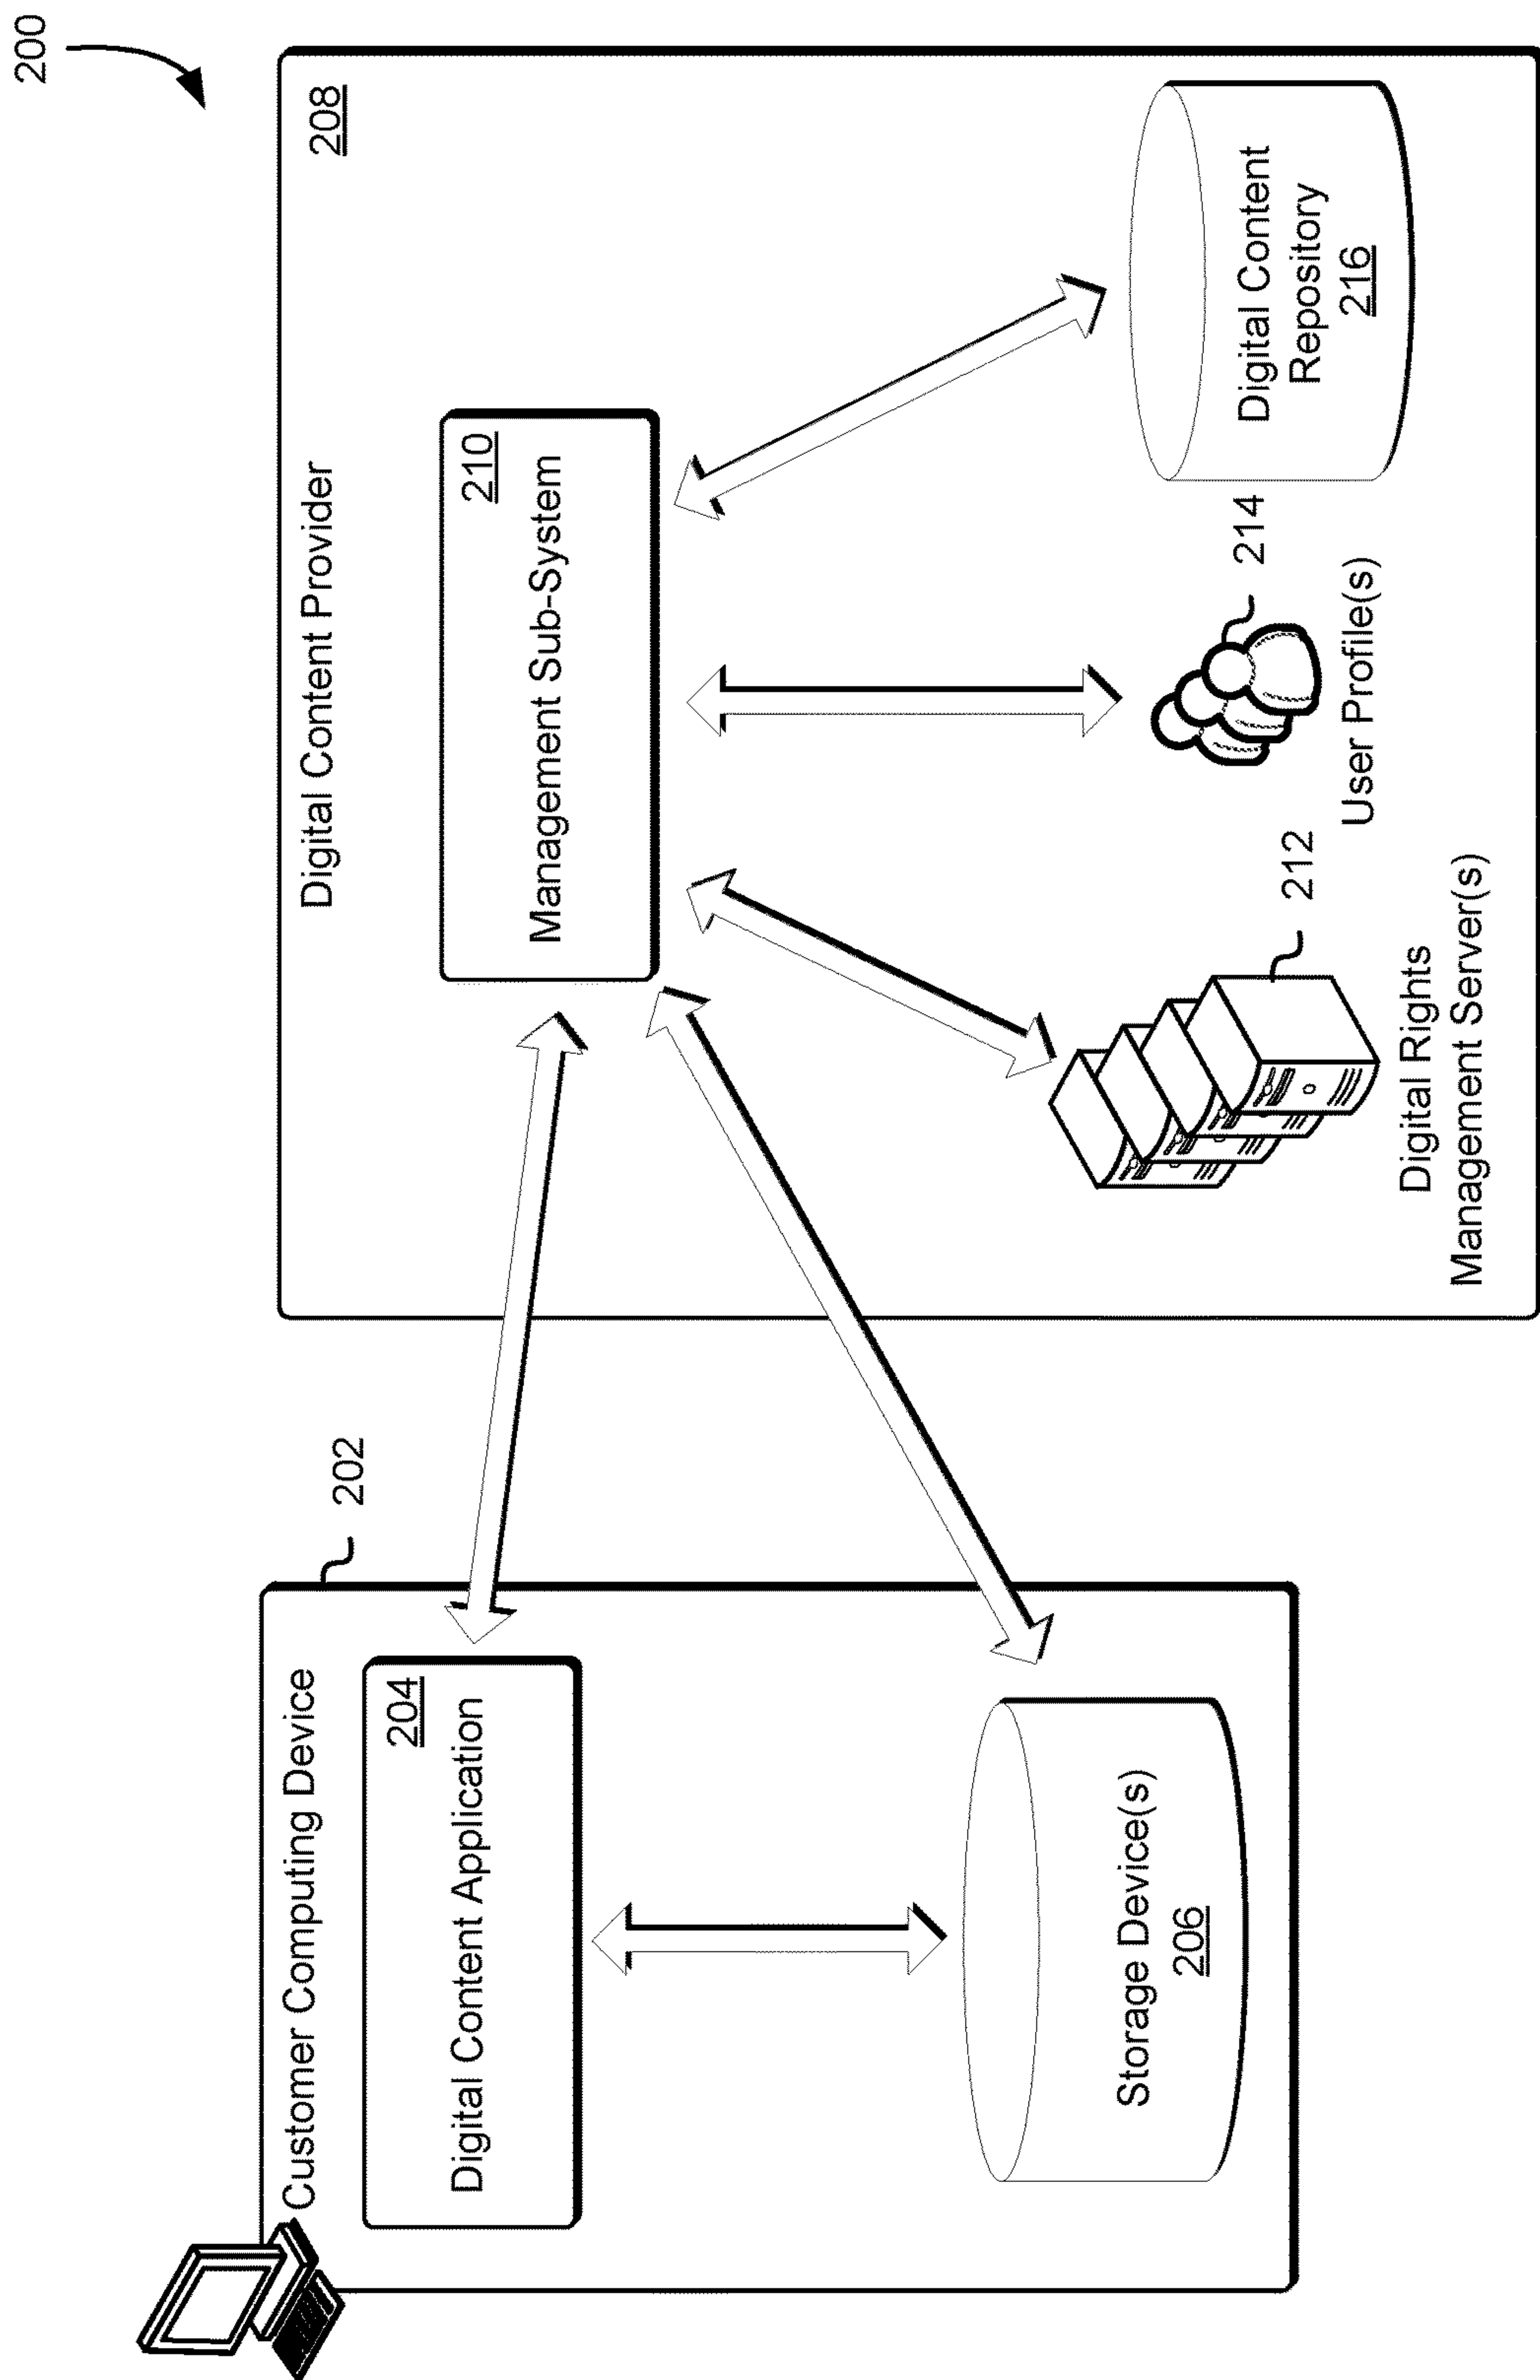 200
Customer Computing Device
202
204
Digital Content Application
Storage Device(s)
206
Digital Content Provider
208
210
Management Sub-System
212
Digital Rights
Management Server(s)
214
User Profile(s)
Digital Content
Repository
216